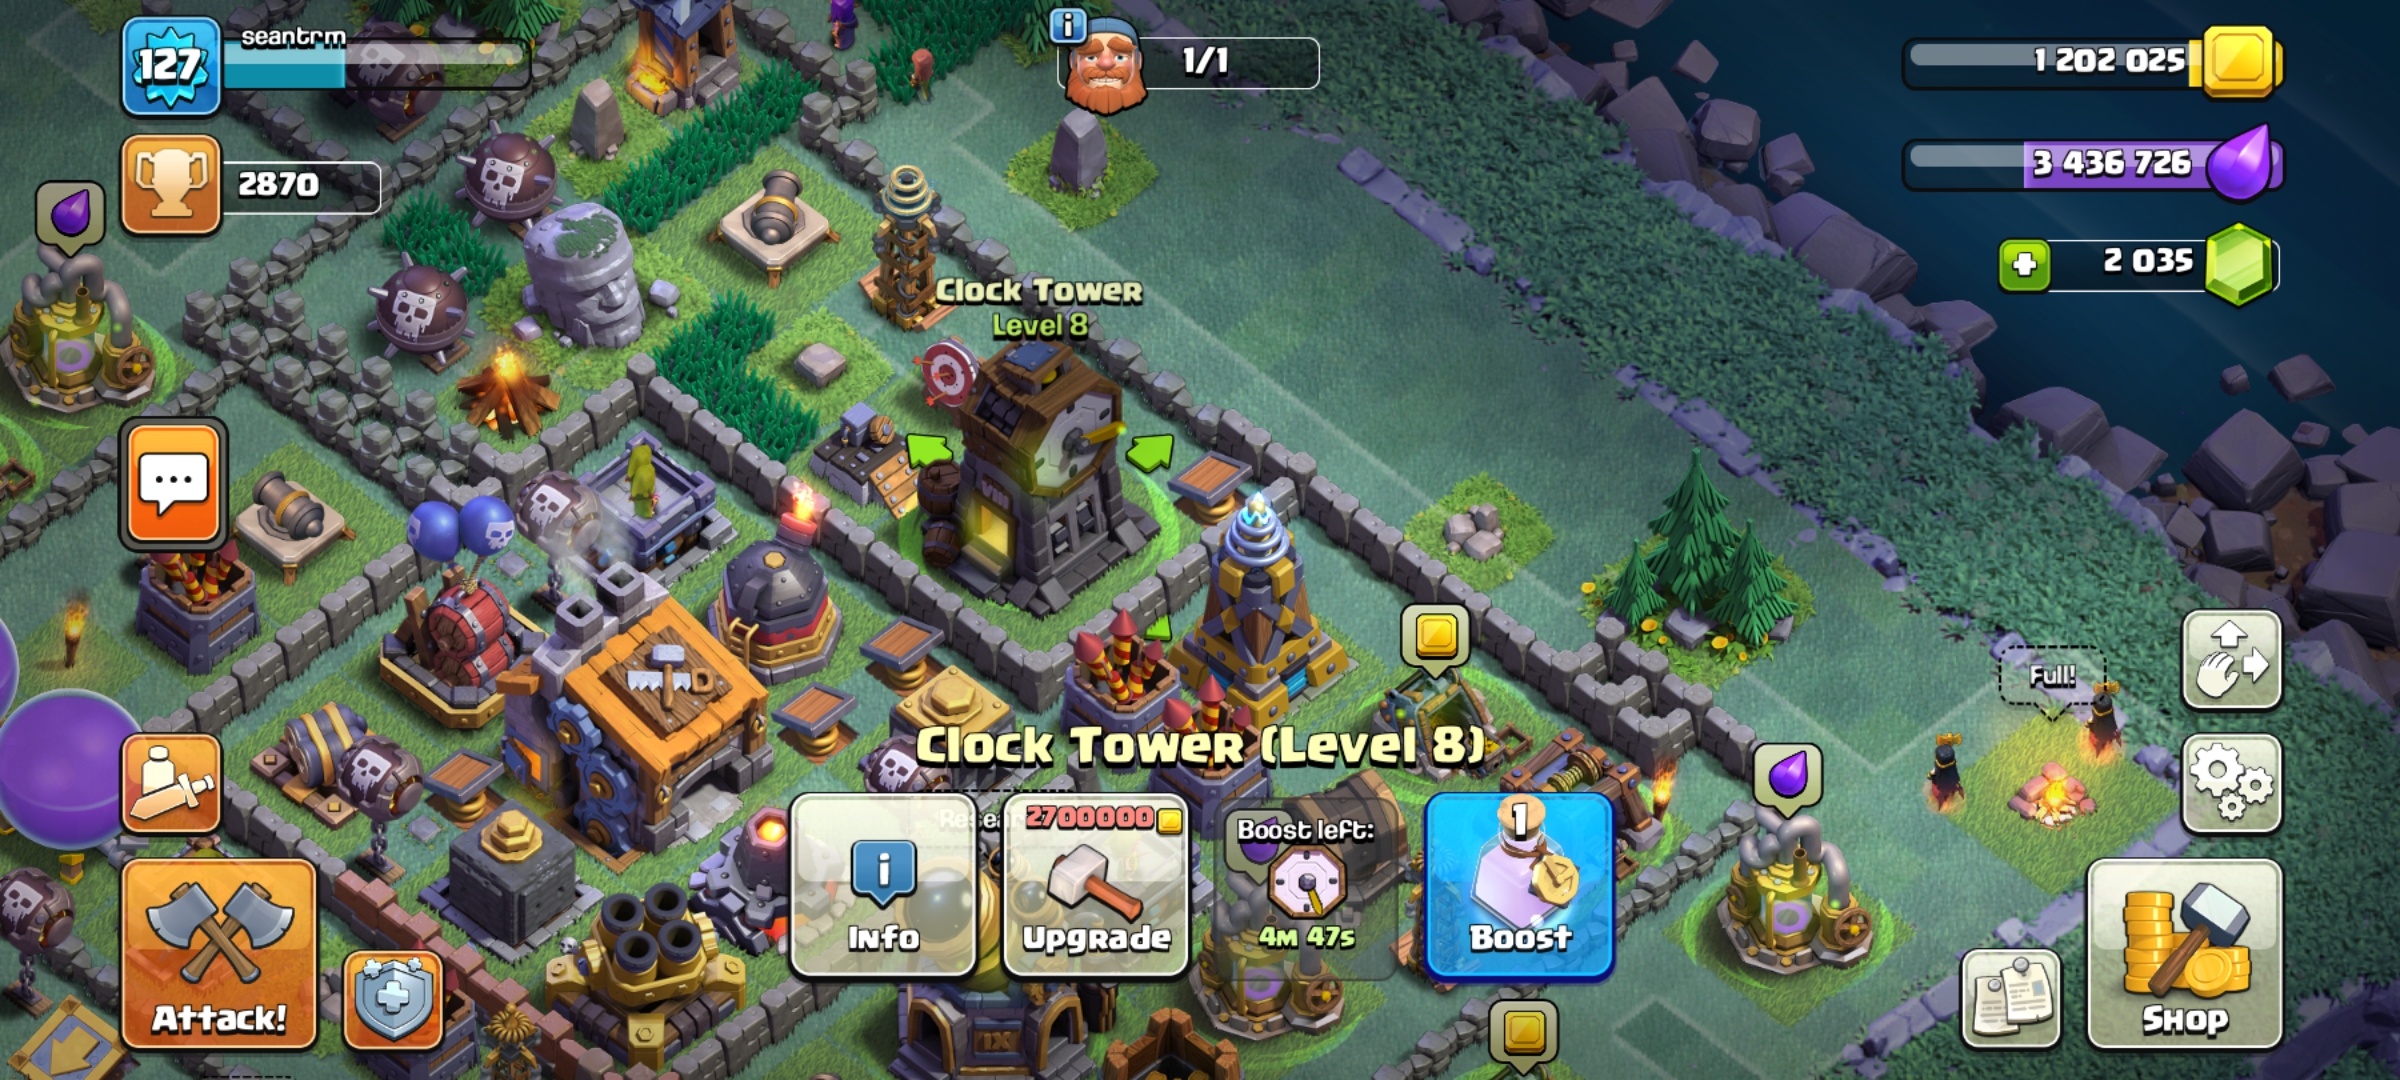 127
seantrm
1/1
1 202 025
2870
3 436 726
2 035
Clock Tower
Level 8
Full!
Clock Tower (Level 8)
Info
2700000
Upgrade
Boost left:
4M 47s
1
Boost
Attack!
Shop